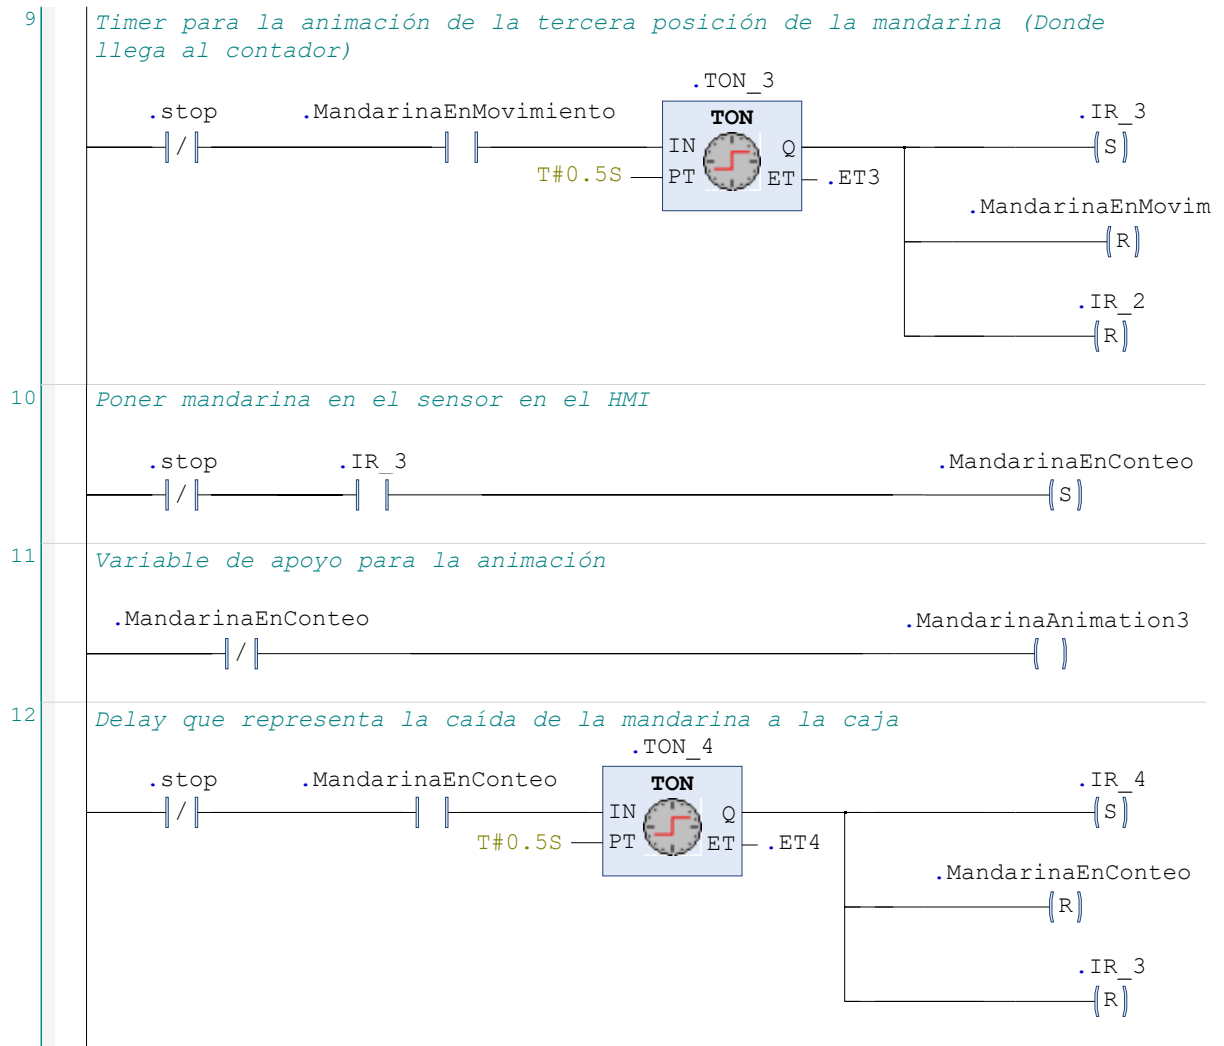 9
Timer para la animación de la tercera posición de la mandarina (Donde
llega al contador)
.TON_3
.stop .MandarinaEnMovimiento TON .IR_3
/ IN Q S
T#0.5S PT ET .ET3
.MandarinaEnMovim
R
.IR_2
R
10
Poner mandarina en el sensor en el HMI
.stop .IR_3 .MandarinaEnConteo
/ S
11
Variable de apoyo para la animación
.MandarinaEnConteo .MandarinaAnimation3
/
12
Delay que representa la caída de la mandarina a la caja
.TON_4
.stop .MandarinaEnConteo TON .IR_4
/ IN Q S
T#0.5S PT ET .ET4
.MandarinaEnConteo
R
.IR_3
R